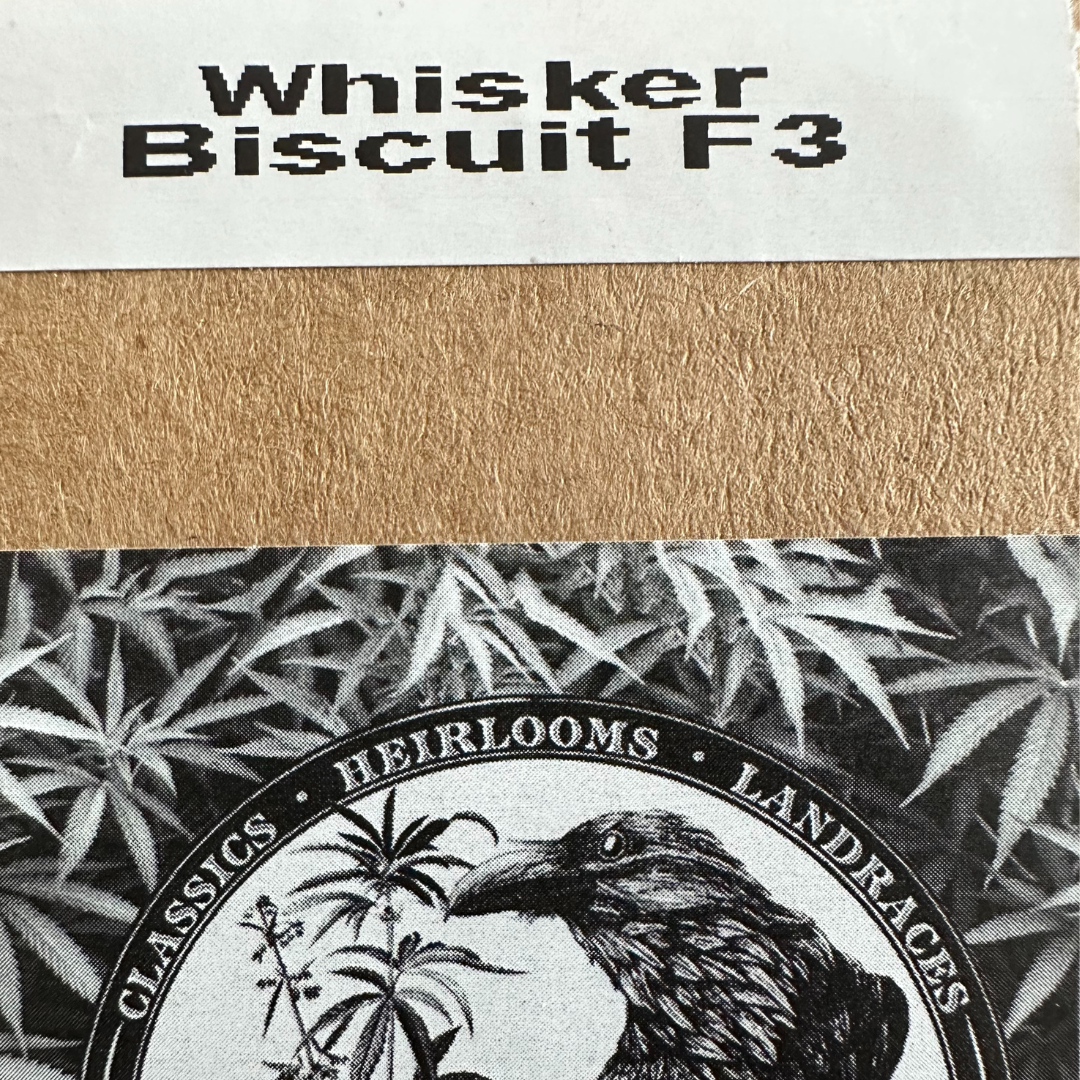 Whisker
Biscuit F3
CLASSICS · HEIRLOOMS · LANDRACES